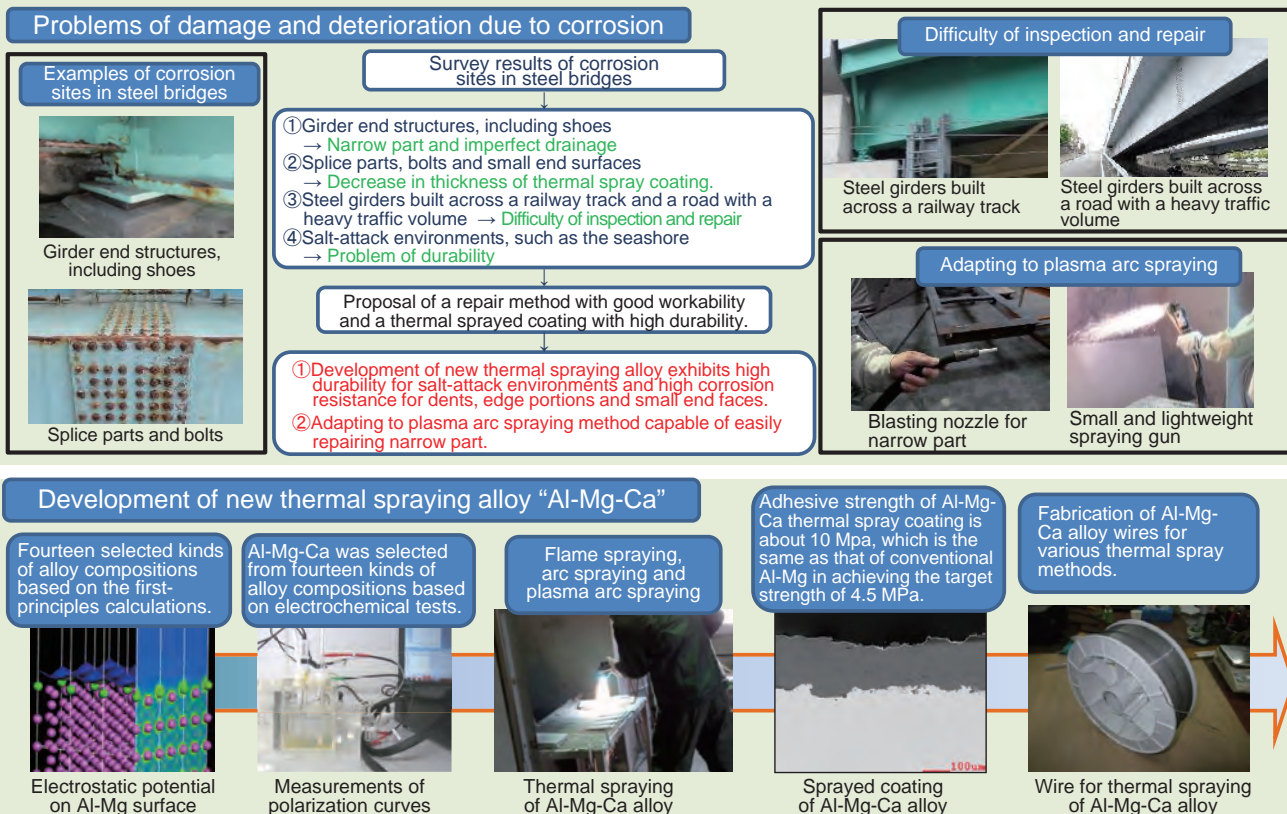 Problems of damage and deterioration due to corrosion
Examples of corrosion
sites in steel bridges
Girder end structures,
including shoes
Splice parts and bolts
Survey results of corrosion
sites in steel bridges
↓
①Girder end structures, including shoes
→ Narrow part and imperfect drainage
②Splice parts, bolts and small end surfaces
→ Decrease in thickness of thermal spray coating.
③Steel girders built across a railway track and a road with a
heavy traffic volume → Difficulty of inspection and repair
④Salt-attack environments, such as the seashore
→ Problem of durability
↓
Proposal of a repair method with good workability
and a thermal sprayed coating with high durability.
↓
①Development of new thermal spraying alloy exhibits high
durability for salt-attack environments and high corrosion
resistance for dents, edge portions and small end faces.
②Adapting to plasma arc spraying method capable of easily
repairing narrow part.
Difficulty of inspection and repair
Steel girders built
across a railway track
Steel girders built across
a road with a heavy traffic
volume
Adapting to plasma arc spraying
Blasting nozzle for
narrow part
Small and lightweight
spraying gun
Development of new thermal spraying alloy “Al-Mg-Ca”
Fourteen selected kinds
of alloy compositions
based on the first-
principles calculations.
Electrostatic potential
on Al-Mg surface
Al-Mg-Ca was selected
from fourteen kinds of
alloy compositions based
on electrochemical tests.
Measurements of
polarization curves
Flame spraying,
arc spraying and
plasma arc spraying
Thermal spraying
of Al-Mg-Ca alloy
Adhesive strength of Al-Mg-
Ca thermal spray coating is
about 10 Mpa, which is the
same as that of conventional
Al-Mg in achieving the target
strength of 4.5 MPa.
100um
Sprayed coating
of Al-Mg-Ca alloy
Fabrication of Al-Mg-
Ca alloy wires for
various thermal spray
methods.
Wire for thermal spraying
of Al-Mg-Ca alloy